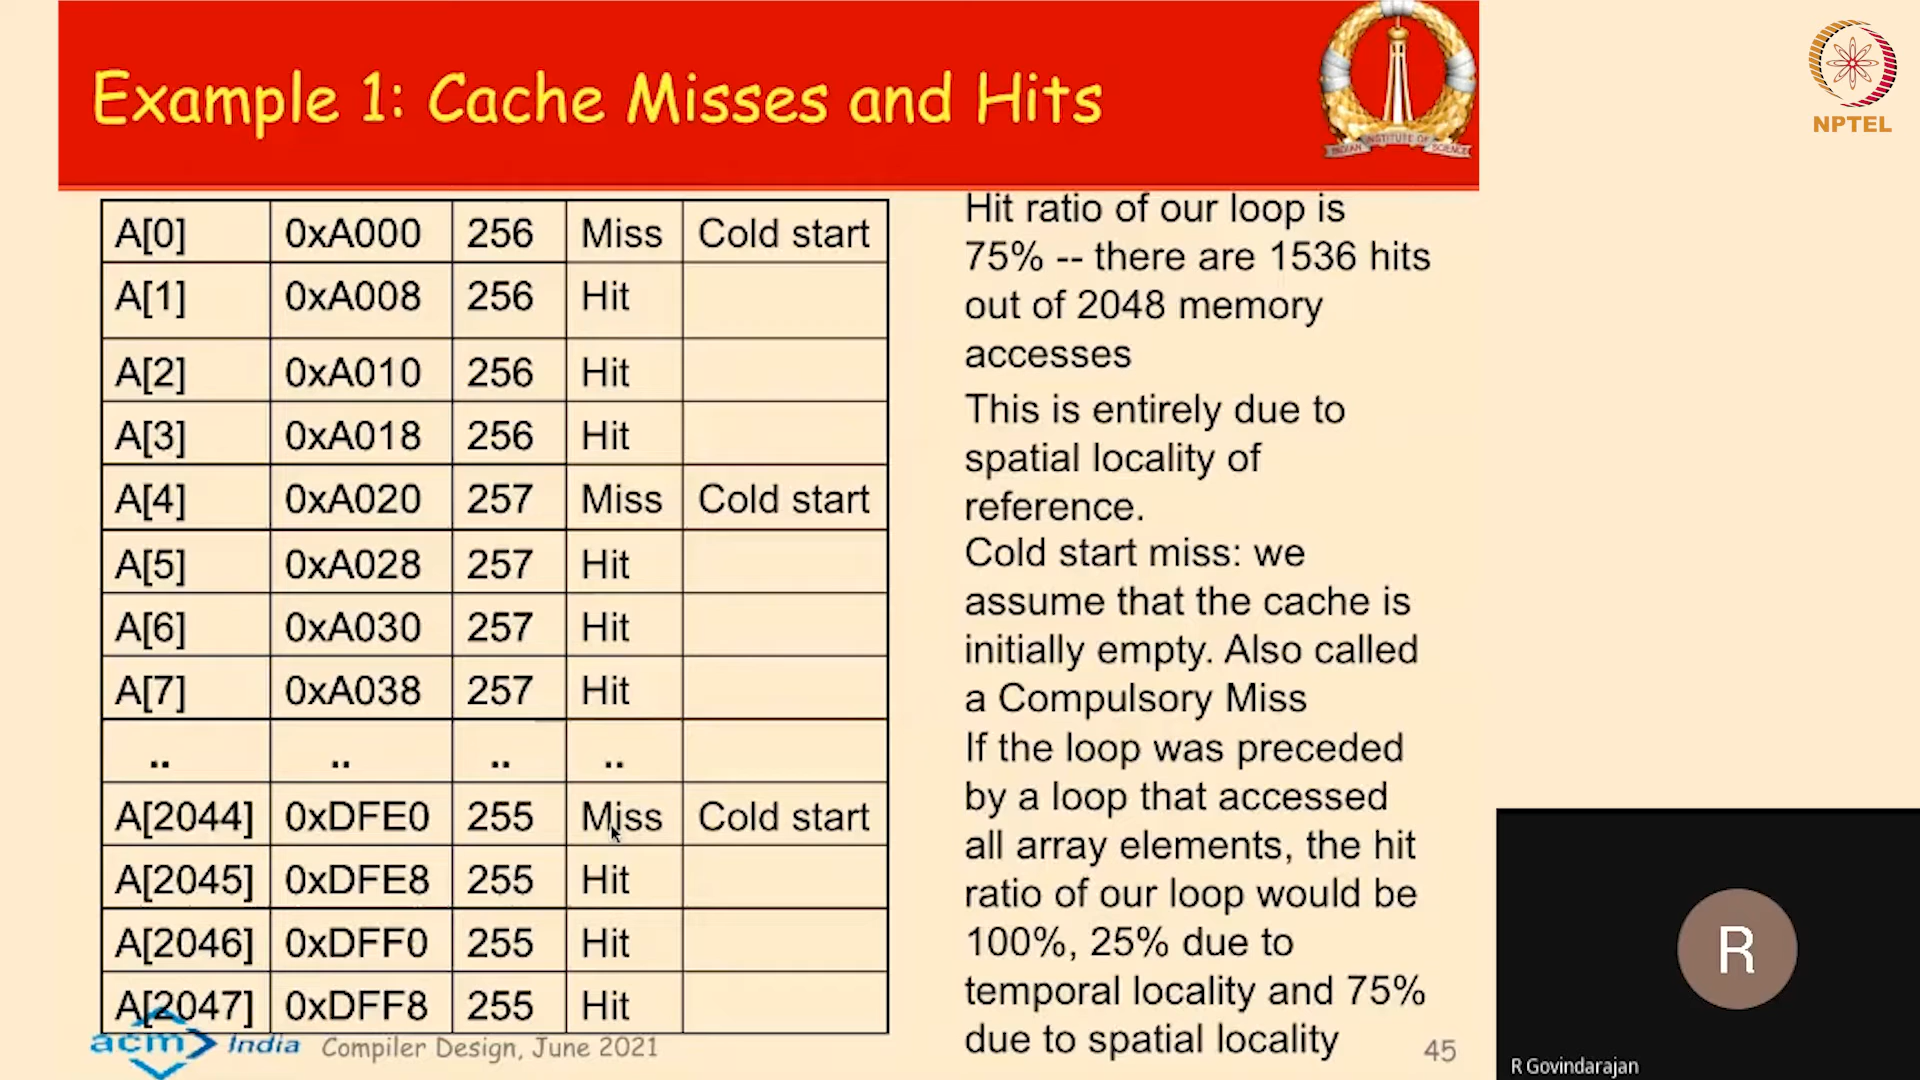 Example 1: Cache Misses and Hits
INDIAN INSTITUTE OF SCIENCE
NPTEL
A[0] 0xA000 256 Miss Cold start
A[1] 0xA008 256 Hit
A[2] 0xA010 256 Hit
A[3] 0xA018 256 Hit
A[4] 0xA020 257 Miss Cold start
A[5] 0xA028 257 Hit
A[6] 0xA030 257 Hit
A[7] 0xA038 257 Hit
.. .. .. ..
A[2044] 0xDFE0 255 Miss Cold start
A[2045] 0xDFE8 255 Hit
A[2046] 0xDFF0 255 Hit
A[2047] 0xDFF8 255 Hit
Hit ratio of our loop is
75% -- there are 1536 hits
out of 2048 memory
accesses
This is entirely due to
spatial locality of
reference.
Cold start miss: we
assume that the cache is
initially empty. Also called
a Compulsory Miss
If the loop was preceded
by a loop that accessed
all array elements, the hit
ratio of our loop would be
100%, 25% due to
temporal locality and 75%
due to spatial locality
acm India Compiler Design, June 2021
45
R
R Govindarajan